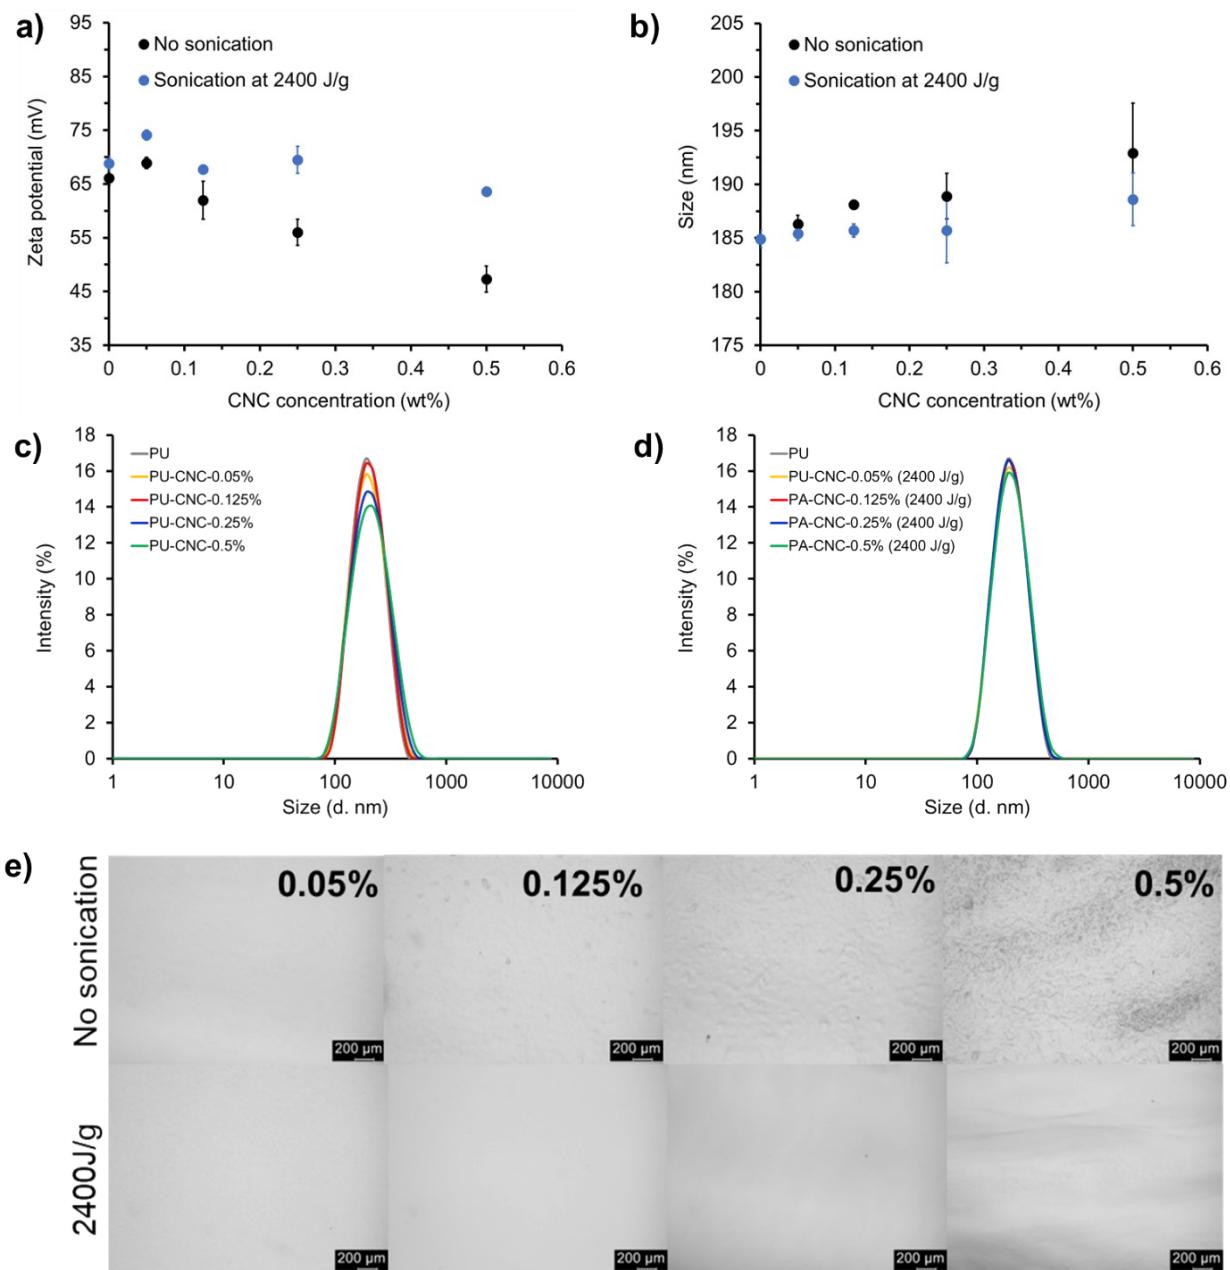 a)
95
85
75
65
55
45
35
Zeta potential (mV)
No sonication
Sonication at 2400 J/g
0 0.1 0.2 0.3 0.4 0.5 0.6
CNC concentration (wt%)
b)
205
200
195
190
185
180
175
Size (nm)
No sonication
Sonication at 2400 J/g
0 0.1 0.2 0.3 0.4 0.5 0.6
CNC concentration (wt%)
c)
18
16
14
12
10
8
6
4
2
0
Intensity (%)
PU
PU-CNC-0.05%
PU-CNC-0.125%
PU-CNC-0.25%
PU-CNC-0.5%
1 10 100 1000 10000
Size (d. nm)
d)
18
16
14
12
10
8
6
4
2
0
Intensity (%)
PU
PU-CNC-0.05% (2400 J/g)
PA-CNC-0.125% (2400 J/g)
PA-CNC-0.25% (2400 J/g)
PA-CNC-0.5% (2400 J/g)
1 10 100 1000 10000
Size (d. nm)
e)
No sonication
0.05% 0.125% 0.25% 0.5%
200 µm 200 µm 200 µm 200 µm
2400J/g
200 µm 200 µm 200 µm 200 µm